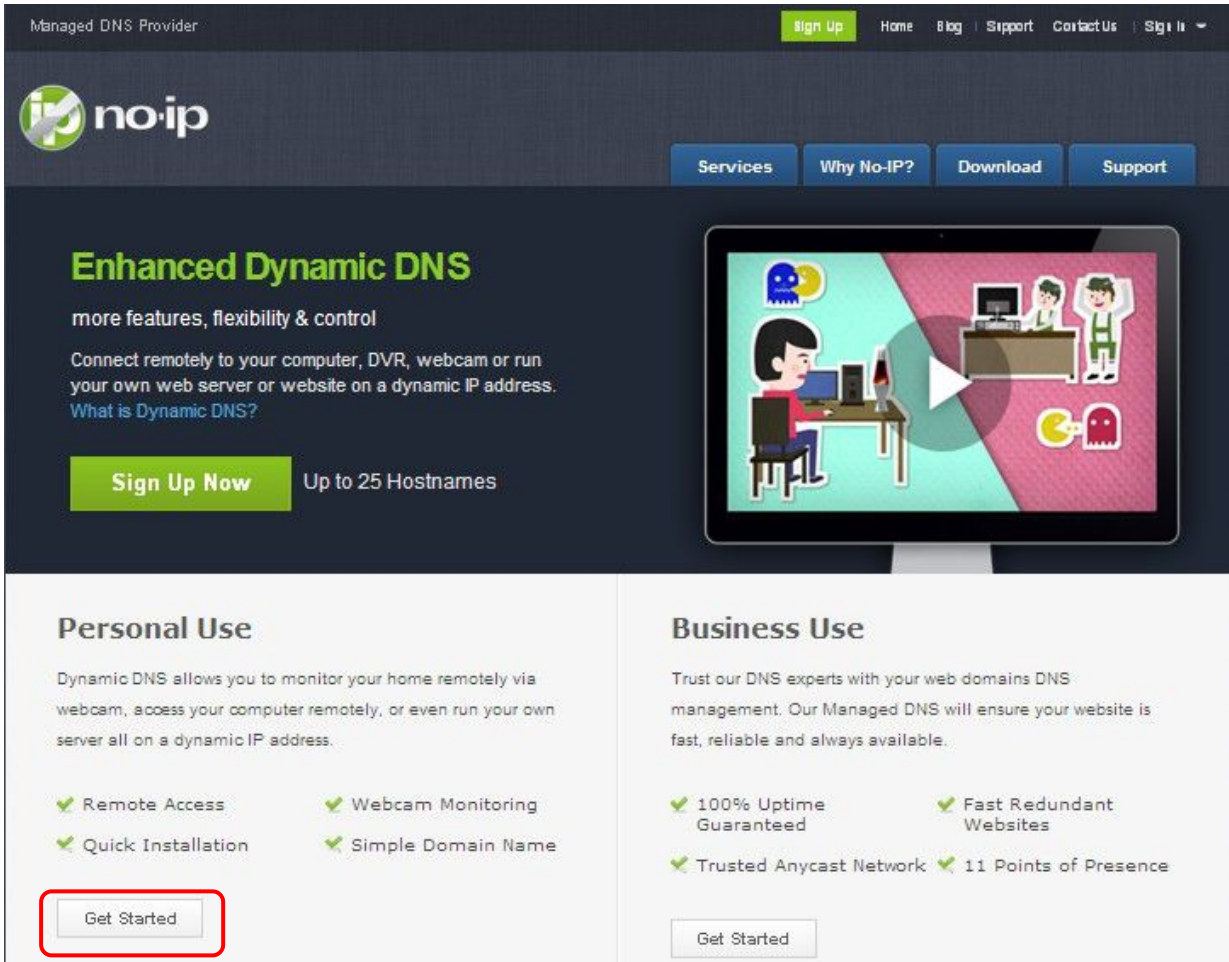 Managed DNS Provider
Sign Up Home Blog Support Contact Us Sign In
ip no·ip
Services Why No-IP? Download Support
Enhanced Dynamic DNS
more features, flexibility & control
Connect remotely to your computer, DVR, webcam or run
your own web server or website on a dynamic IP address.
What is Dynamic DNS?
Sign Up Now Up to 25 Hostnames
Personal Use
Dynamic DNS allows you to monitor your home remotely via
webcam, access your computer remotely, or even run your own
server all on a dynamic IP address.
Remote Access Webcam Monitoring
Quick Installation Simple Domain Name
Get Started
Business Use
Trust our DNS experts with your web domains DNS
management. Our Managed DNS will ensure your website is
fast, reliable and always available.
100% Uptime Guaranteed
Fast Redundant Websites
Trusted Anycast Network 11 Points of Presence
Get Started